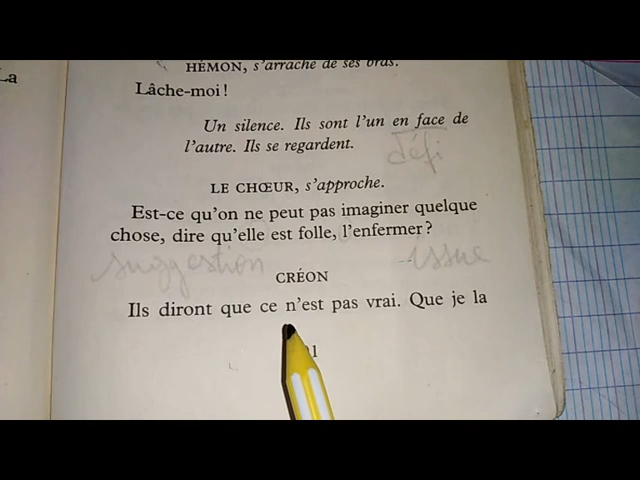 La
HÉMON, s'arrache de ses bras.
Lâche-moi !
Un silence. Ils sont l'un en face de
l'autre. Ils se regardent.
défi
LE CHŒUR, s'approche.
Est-ce qu'on ne peut pas imaginer quelque
chose, dire qu'elle est folle, l'enfermer ?
suggestion issue
CRÉON
Ils diront que ce n'est pas vrai. Que je la